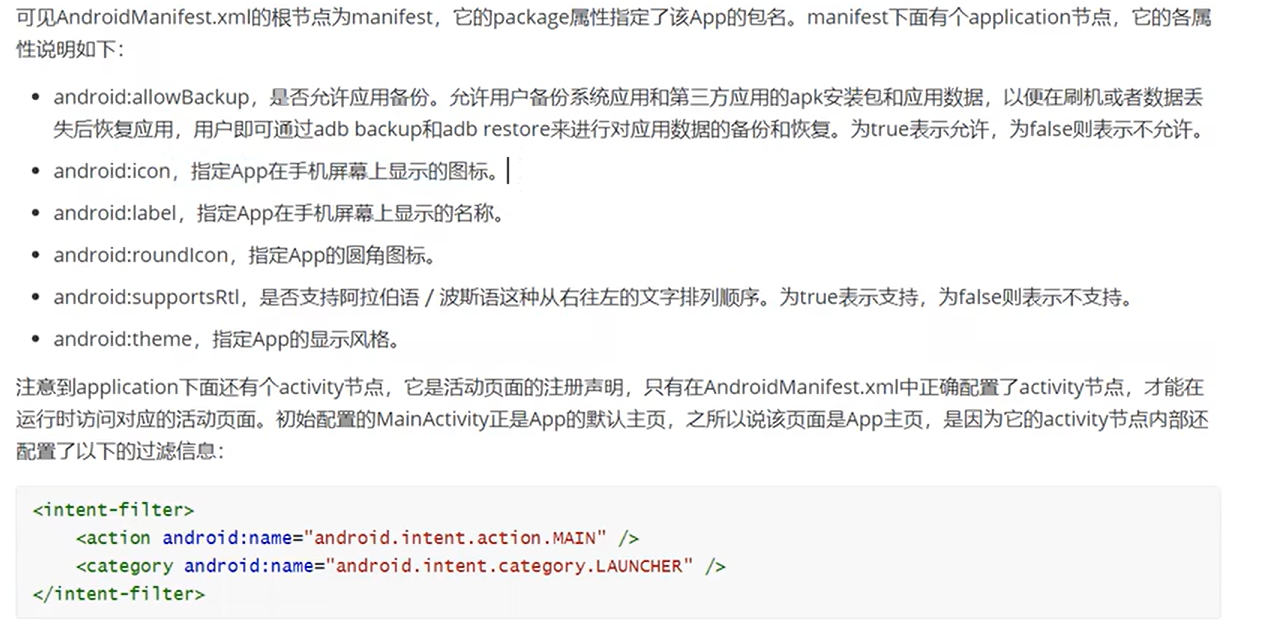 可见AndroidManifest.xml的根节点为manifest，它的package属性指定了该App的包名。manifest下面有个application节点，它的各属
性说明如下：
• android:allowBackup，是否允许应用备份。允许用户备份系统应用和第三方应用的apk安装包和应用数据，以便在刷机或者数据丢
失后恢复应用，用户即可通过adb backup和adb restore来进行对应用数据的备份和恢复。为true表示允许，为false则表示不允许。
• android:icon，指定App在手机屏幕上显示的图标。
• android:label，指定App在手机屏幕上显示的名称。
• android:roundIcon，指定App的圆角图标。
• android:supportsRtl，是否支持阿拉伯语 / 波斯语这种从右往左的文字排列顺序。为true表示支持，为false则表示不支持。
• android:theme，指定App的显示风格。
注意到application下面还有个activity节点，它是活动页面的注册声明，只有在AndroidManifest.xml中正确配置了activity节点，才能在
运行时访问对应的活动页面。初始配置的MainActivity正是App的默认主页，之所以说该页面是App主页，是因为它的activity节点内部还
配置了以下的过滤信息：
<intent-filter>
    <action android:name="android.intent.action.MAIN" />
    <category android:name="android.intent.category.LAUNCHER" />
</intent-filter>